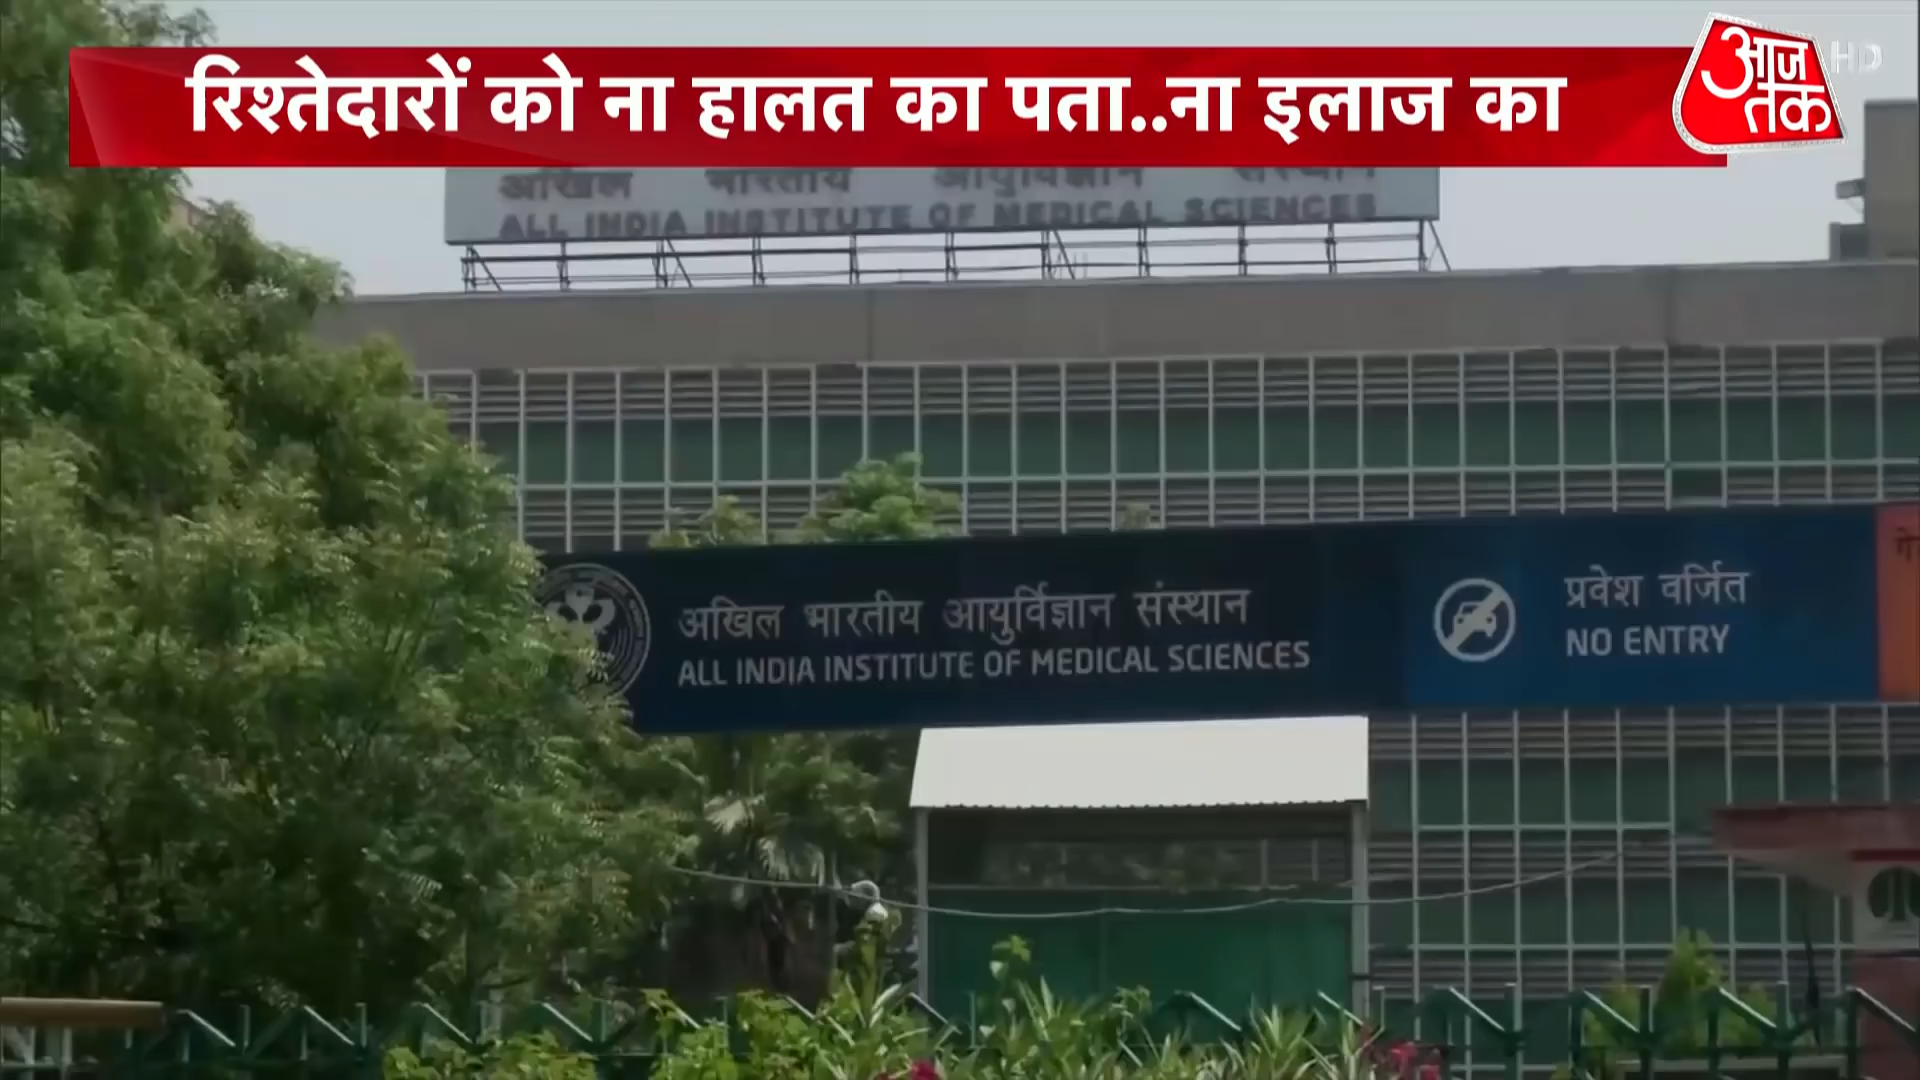 रिश्तेदारों को ना हालत का पता..ना इलाज का
आज
तक
HD
अखिल भारतीय आयुर्विज्ञान संस्थान
ALL INDIA INSTITUTE OF MEDICAL SCIENCES
अखिल भारतीय आयुर्विज्ञान संस्थान
ALL INDIA INSTITUTE OF MEDICAL SCIENCES
प्रवेश वर्जित
NO ENTRY